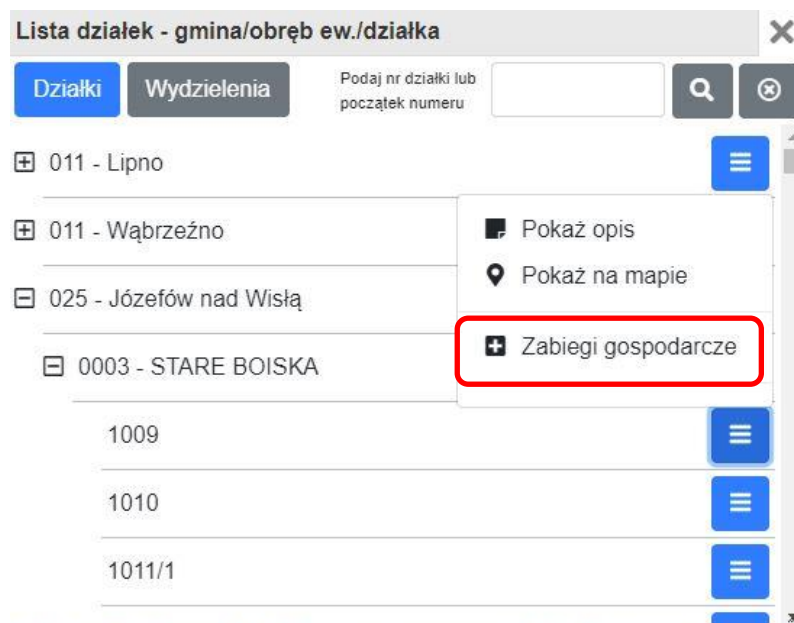 Lista działek - gmina/obręb ew./działka
Działki
Wydzielenia
Podaj nr działki lub
początek numeru
011 - Lipno
011 - Wąbrzeźno
Pokaż opis
Pokaż na mapie
025 - Józefów nad Wisłą
Zabiegi gospodarcze
0003 - STARE BOISKA
1009
1010
1011/1